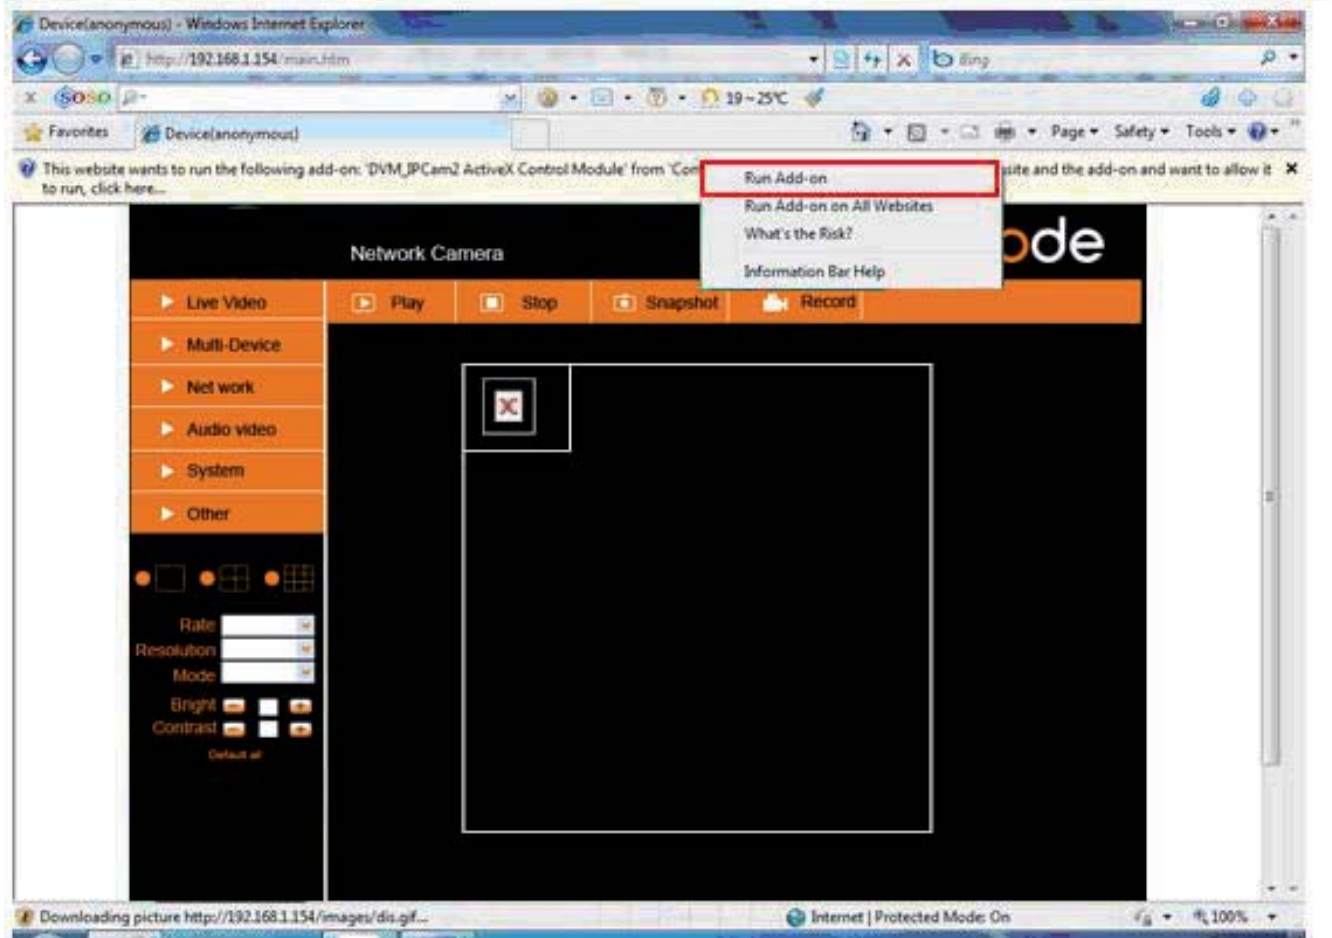 Device(anonymous) - Windows Internet Explorer
http://192.168.1.154/main.htm
Bing
x SOSO
19~25℃
Favorites Device(anonymous)
Page Safety Tools
This website wants to run the following add-on: 'DVM_IPCam2 ActiveX Control Module' from 'Con
site and the add-on and want to allow it
to run, click here...
Run Add-on
Run Add-on on All Websites
What's the Risk?
Information Bar Help
Network Camera
ode
Live Video
Play Stop Snapshot Record
Multi-Device
Net work
Audio video
System
Other
Rate
Resolution
Mode
Bright
Contrast
Default all
Downloading picture http://192.168.1.154/images/dis.gif...
Internet | Protected Mode: On
100%